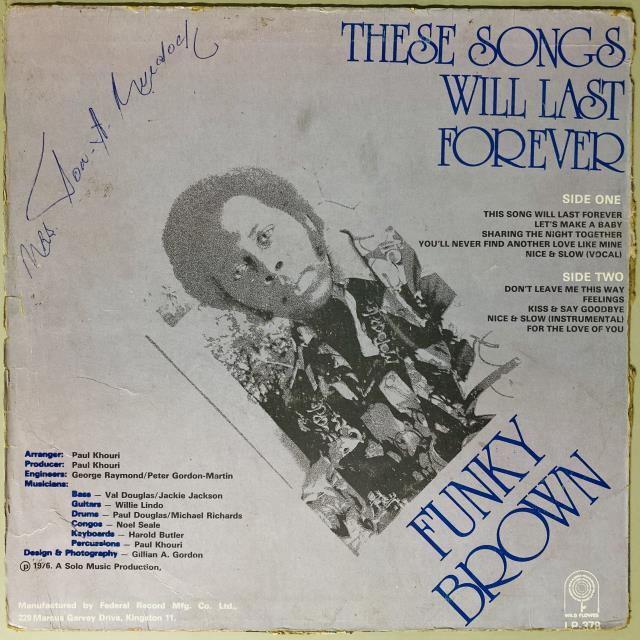 THESE SONGS
WILL LAST
FOREVER
SIDE ONE
THIS SONG WILL LAST FOREVER
LET'S MAKE A BABY
SHARING THE NIGHT TOGETHER
YOU'LL NEVER FIND ANOTHER LOVE LIKE MINE
NICE & SLOW (VOCAL)
SIDE TWO
DON'T LEAVE ME THIS WAY
FEELINGS
KISS & SAY GOODBYE
NICE & SLOW (INSTRUMENTAL)
FOR THE LOVE OF YOU
FUNKY
BROWN
Arranger: Paul Khouri
Producer: Paul Khouri
Engineers: George Raymond/Peter Gordon-Martin
Musicians:
Bass — Val Douglas/Jackie Jackson
Guitars — Willie Lindo
Drums — Paul Douglas/Michael Richards
Congos — Noel Seale
Keyboards — Harold Butler
Percussions — Paul Khouri
Design & Photography — Gillian A. Gordon
℗ 1976. A Solo Music Production.
Manufactured by Federal Record Mfg. Co. Ltd.,
220 Marcus Garvey Drive, Kingston 11.
WILD FLOWER
LP-378